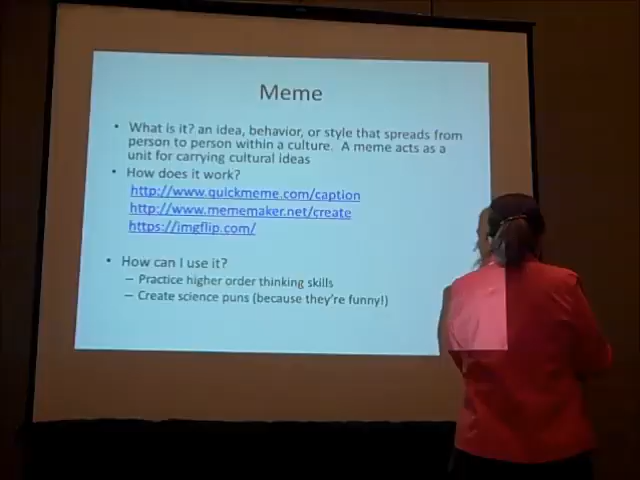 Meme
• What is it? an idea, behavior, or style that spreads from
person to person within a culture. A meme acts as a
unit for carrying cultural ideas
• How does it work?
http://www.quickmeme.com/caption
http://www.mememaker.net/create
https://imgflip.com/
• How can I use it?
– Practice higher order thinking skills
– Create science puns (because they're funny!)